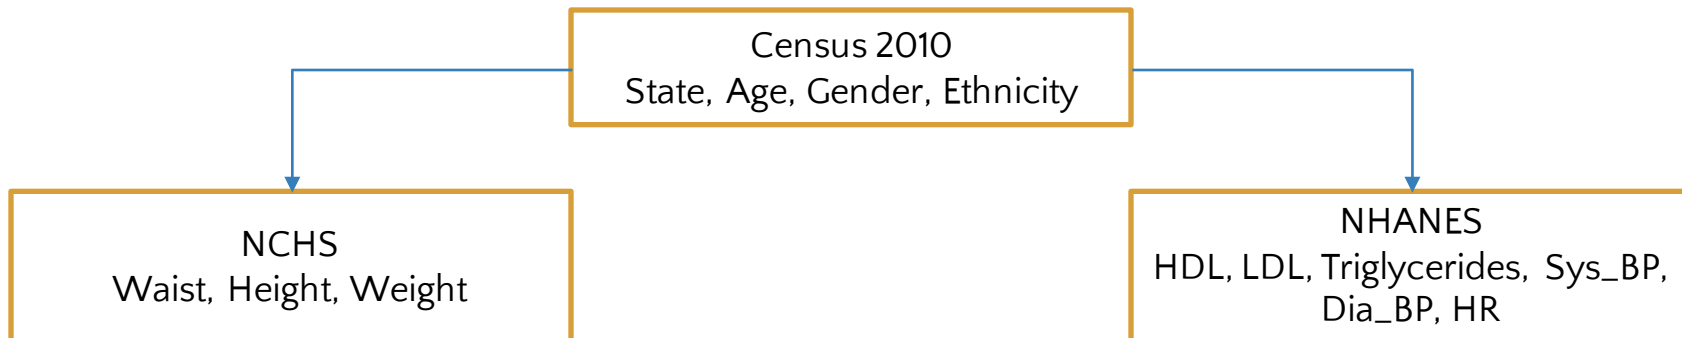 Census 2010
State, Age, Gender, Ethnicity
NCHS
Waist, Height, Weight
NHANES
HDL, LDL, Triglycerides, Sys_BP,
Dia_BP, HR